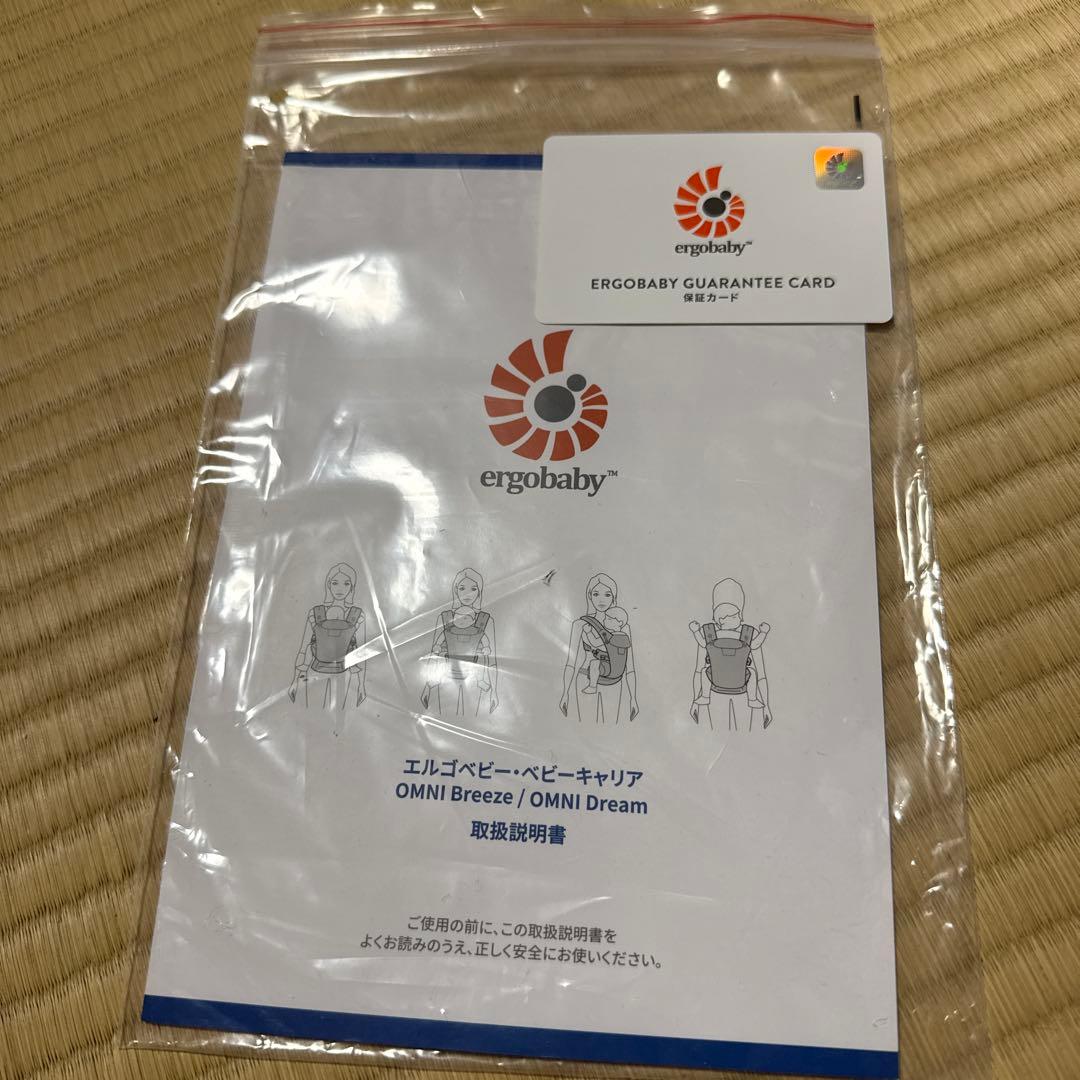 ergobaby™
ERGOBABY GUARANTEE CARD
保証カード
ergobaby™
エルゴベビー・ベビーキャリア
OMNI Breeze / OMNI Dream
取扱説明書
ご使用の前に、この取扱説明書を
よくお読みのうえ、正しく安全にお使いください。